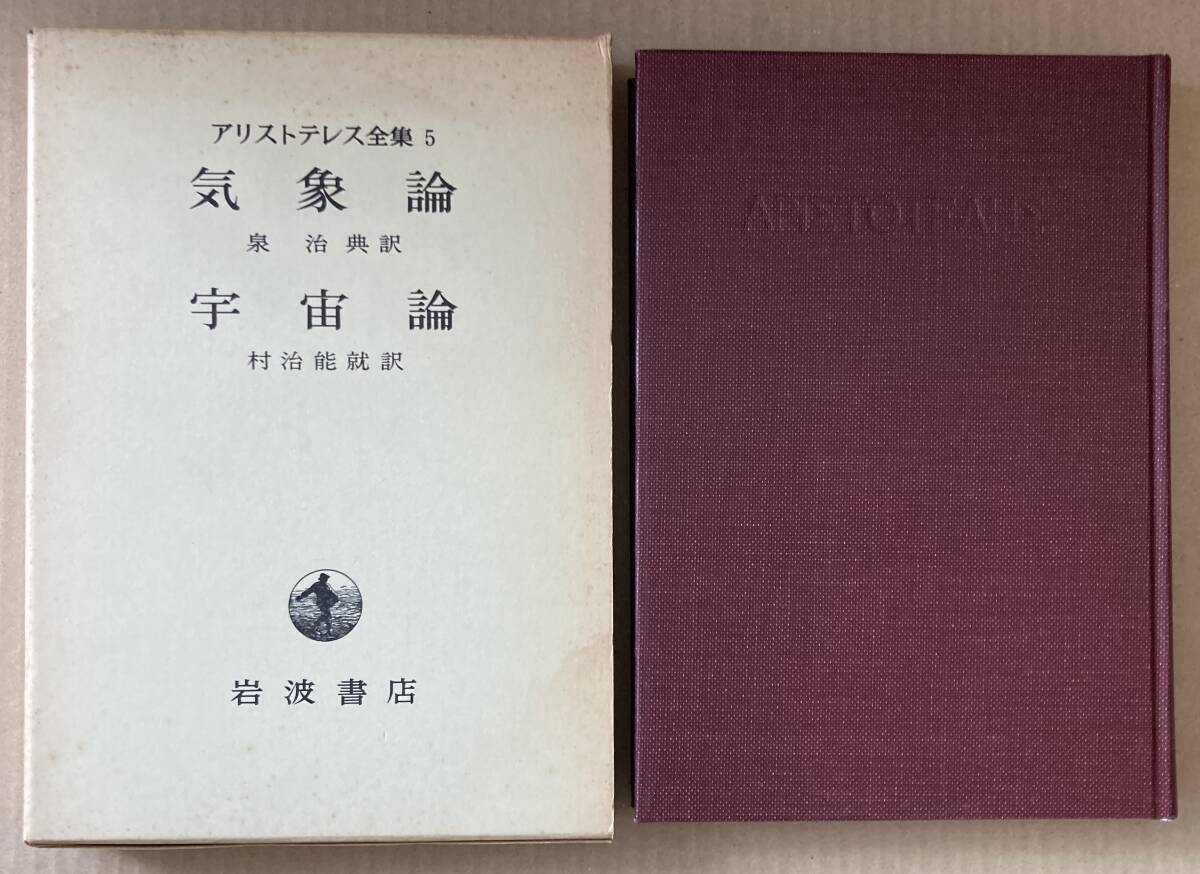 アリストテレス全集 5
気象論
泉治典訳
宇宙論
村治能就訳
岩波書店